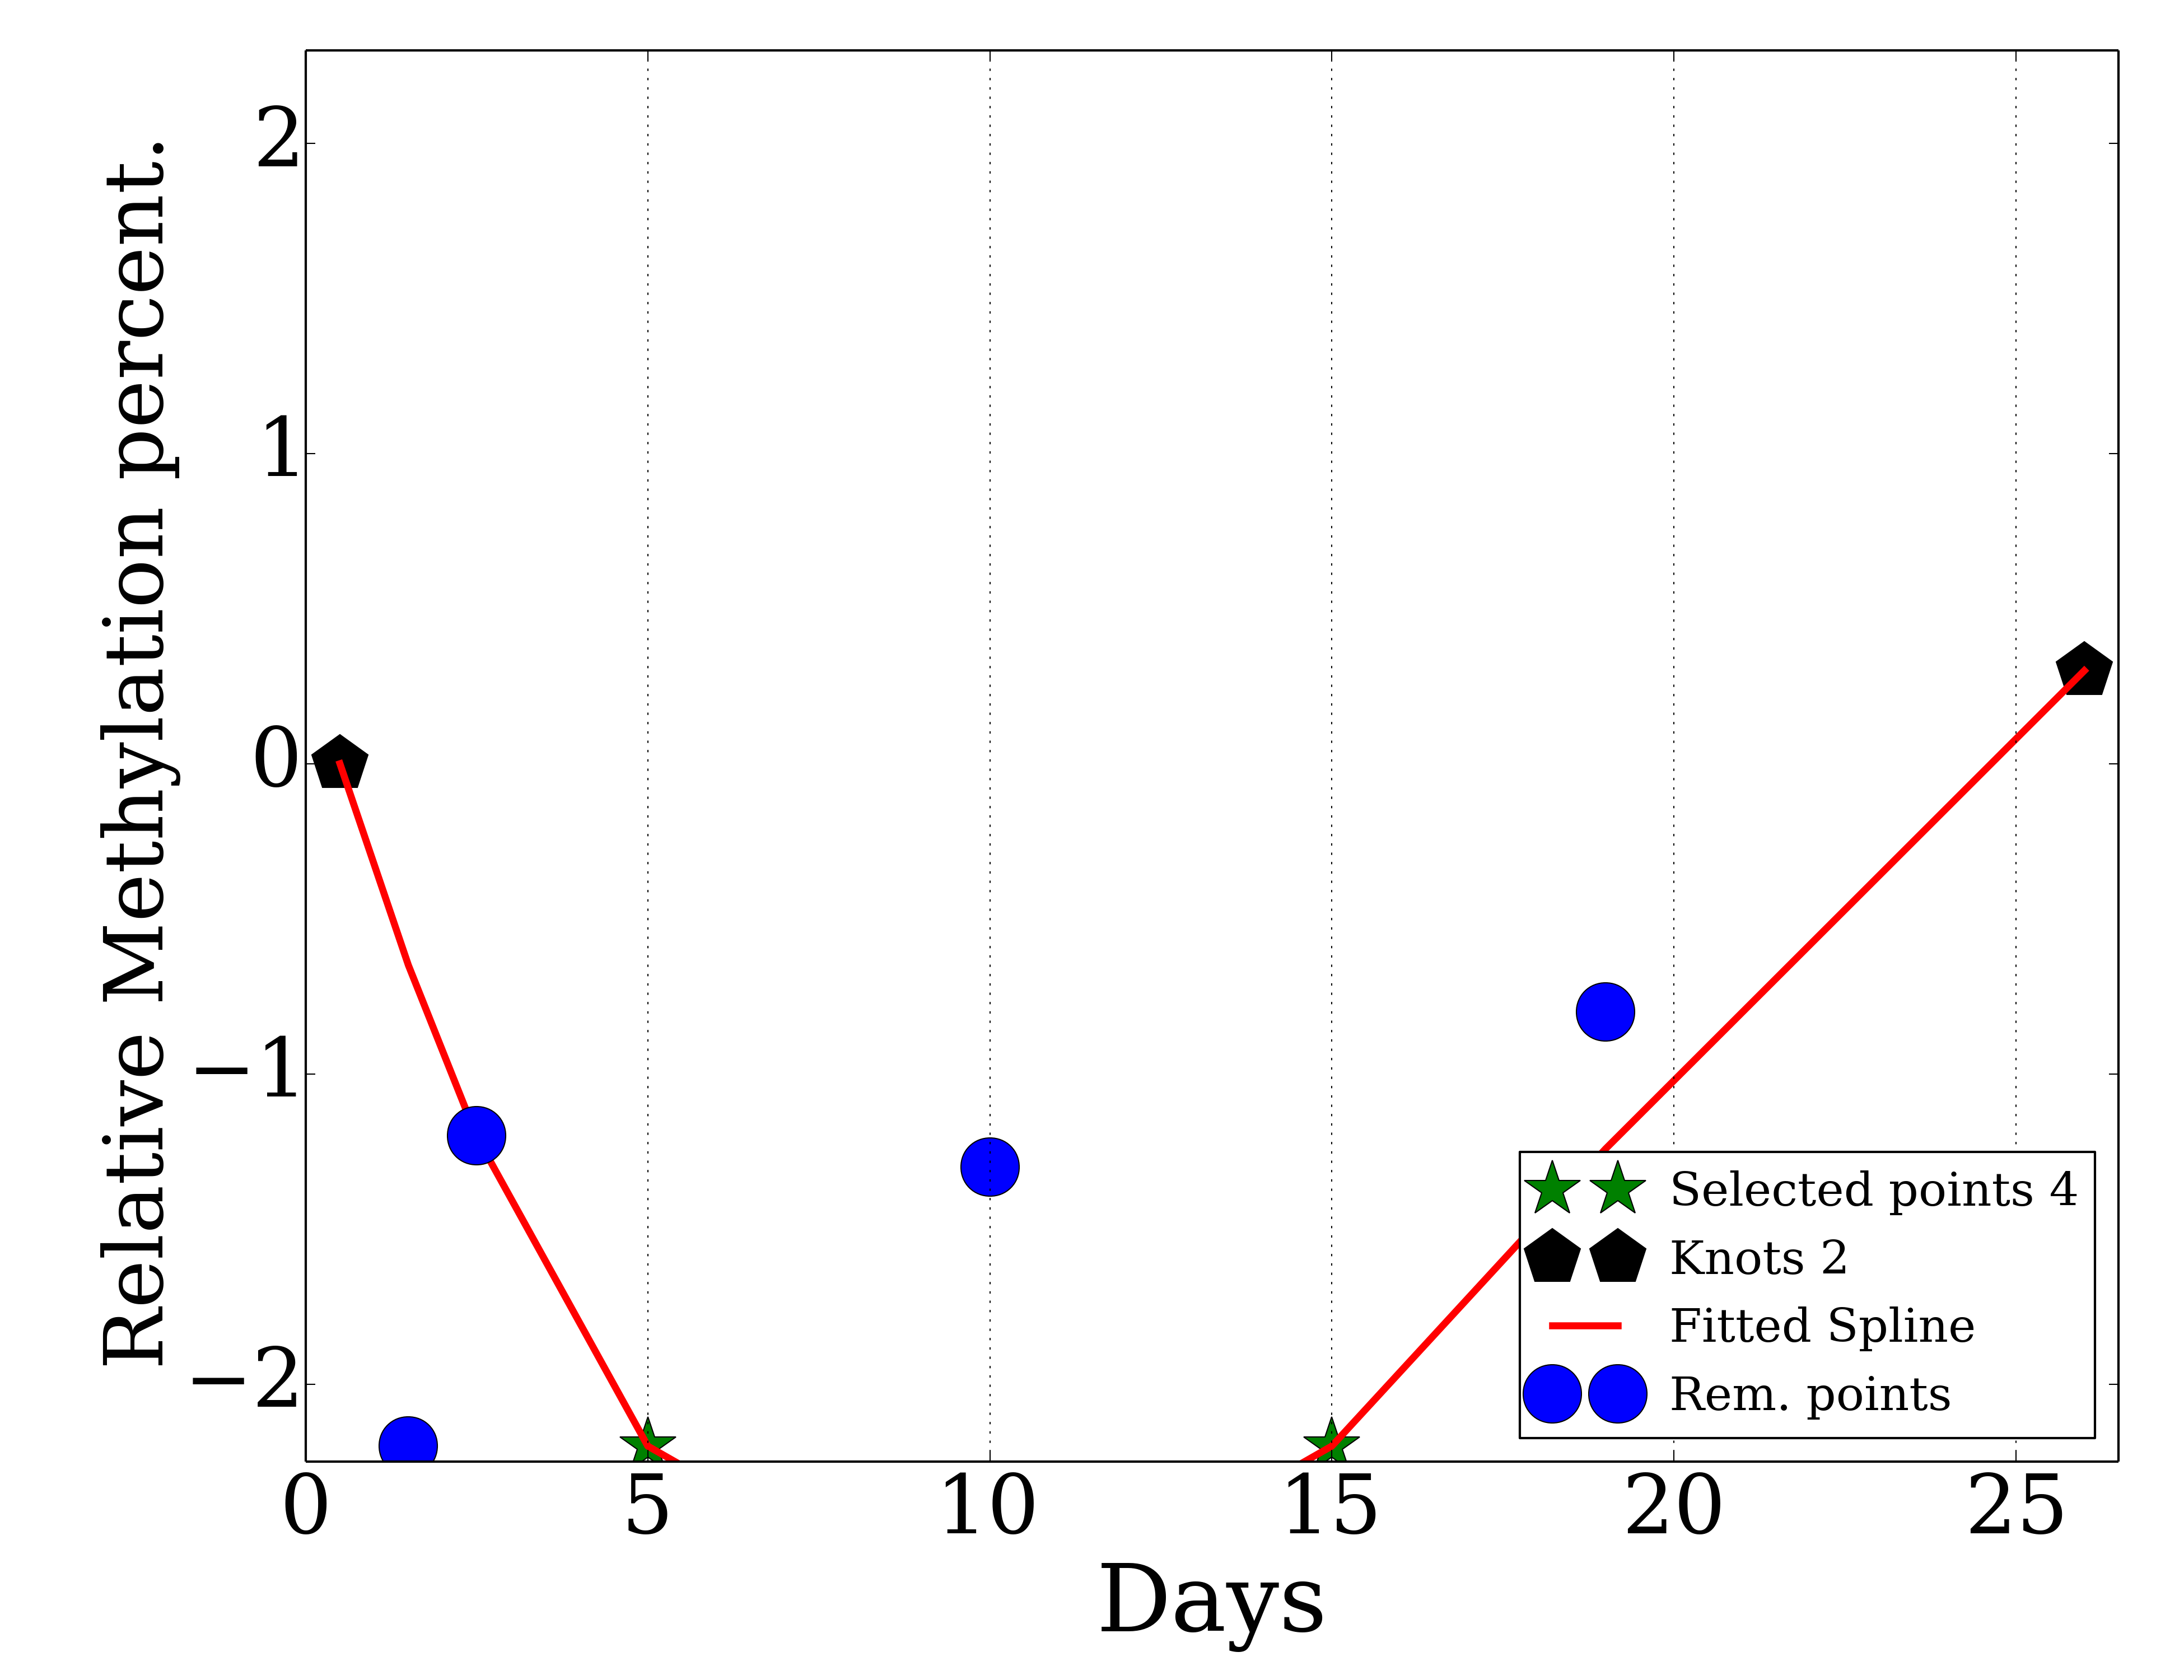 Relative Methylation percent.
2
1
0
−1
−2
0 5 10 15 20 25
Days
Selected points 4
Knots 2
Fitted Spline
Rem. points